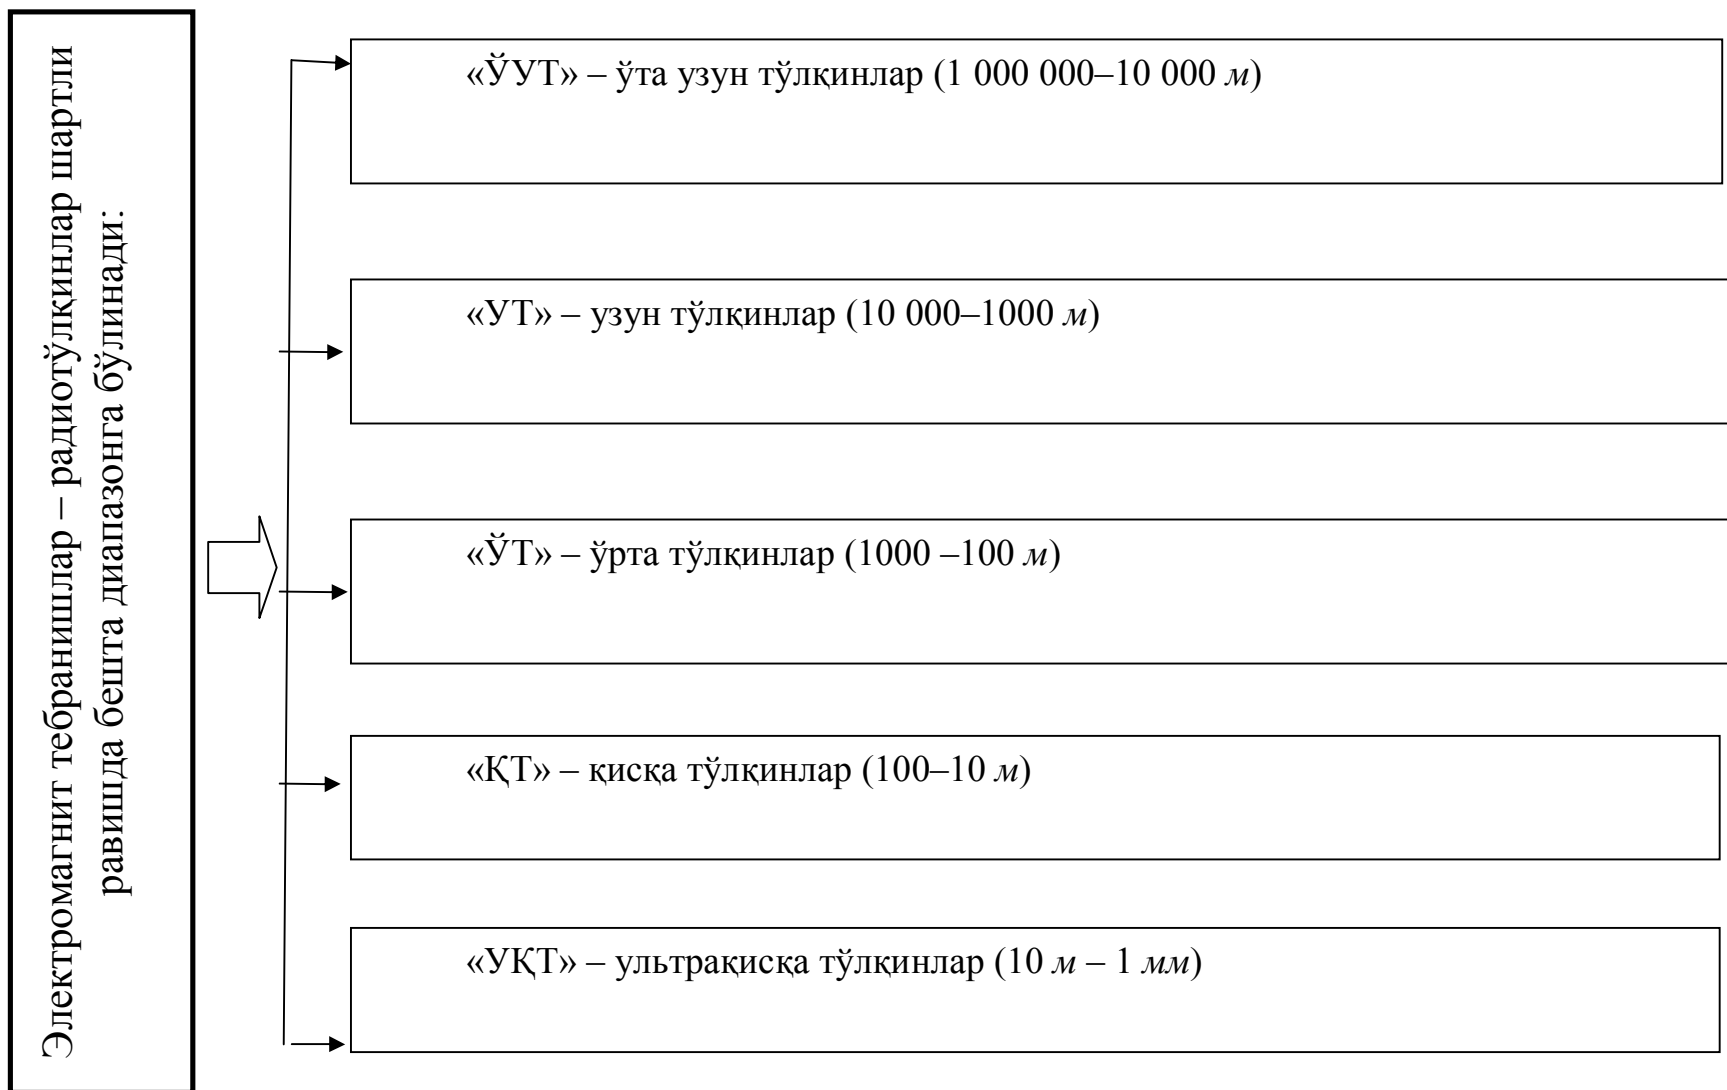 Электромагнит тебранишлар – радиотўлқинлар шартли
равишда бешта диапазонга бўлинади:
«ЎУТ» – ўта узун тўлқинлар (1 000 000–10 000 м)
«УТ» – узун тўлқинлар (10 000–1000 м)
«ЎТ» – ўрта тўлқинлар (1000 –100 м)
«ҚТ» – қисқа тўлқинлар (100–10 м)
«УҚТ» – ультрақисқа тўлқинлар (10 м – 1 мм)